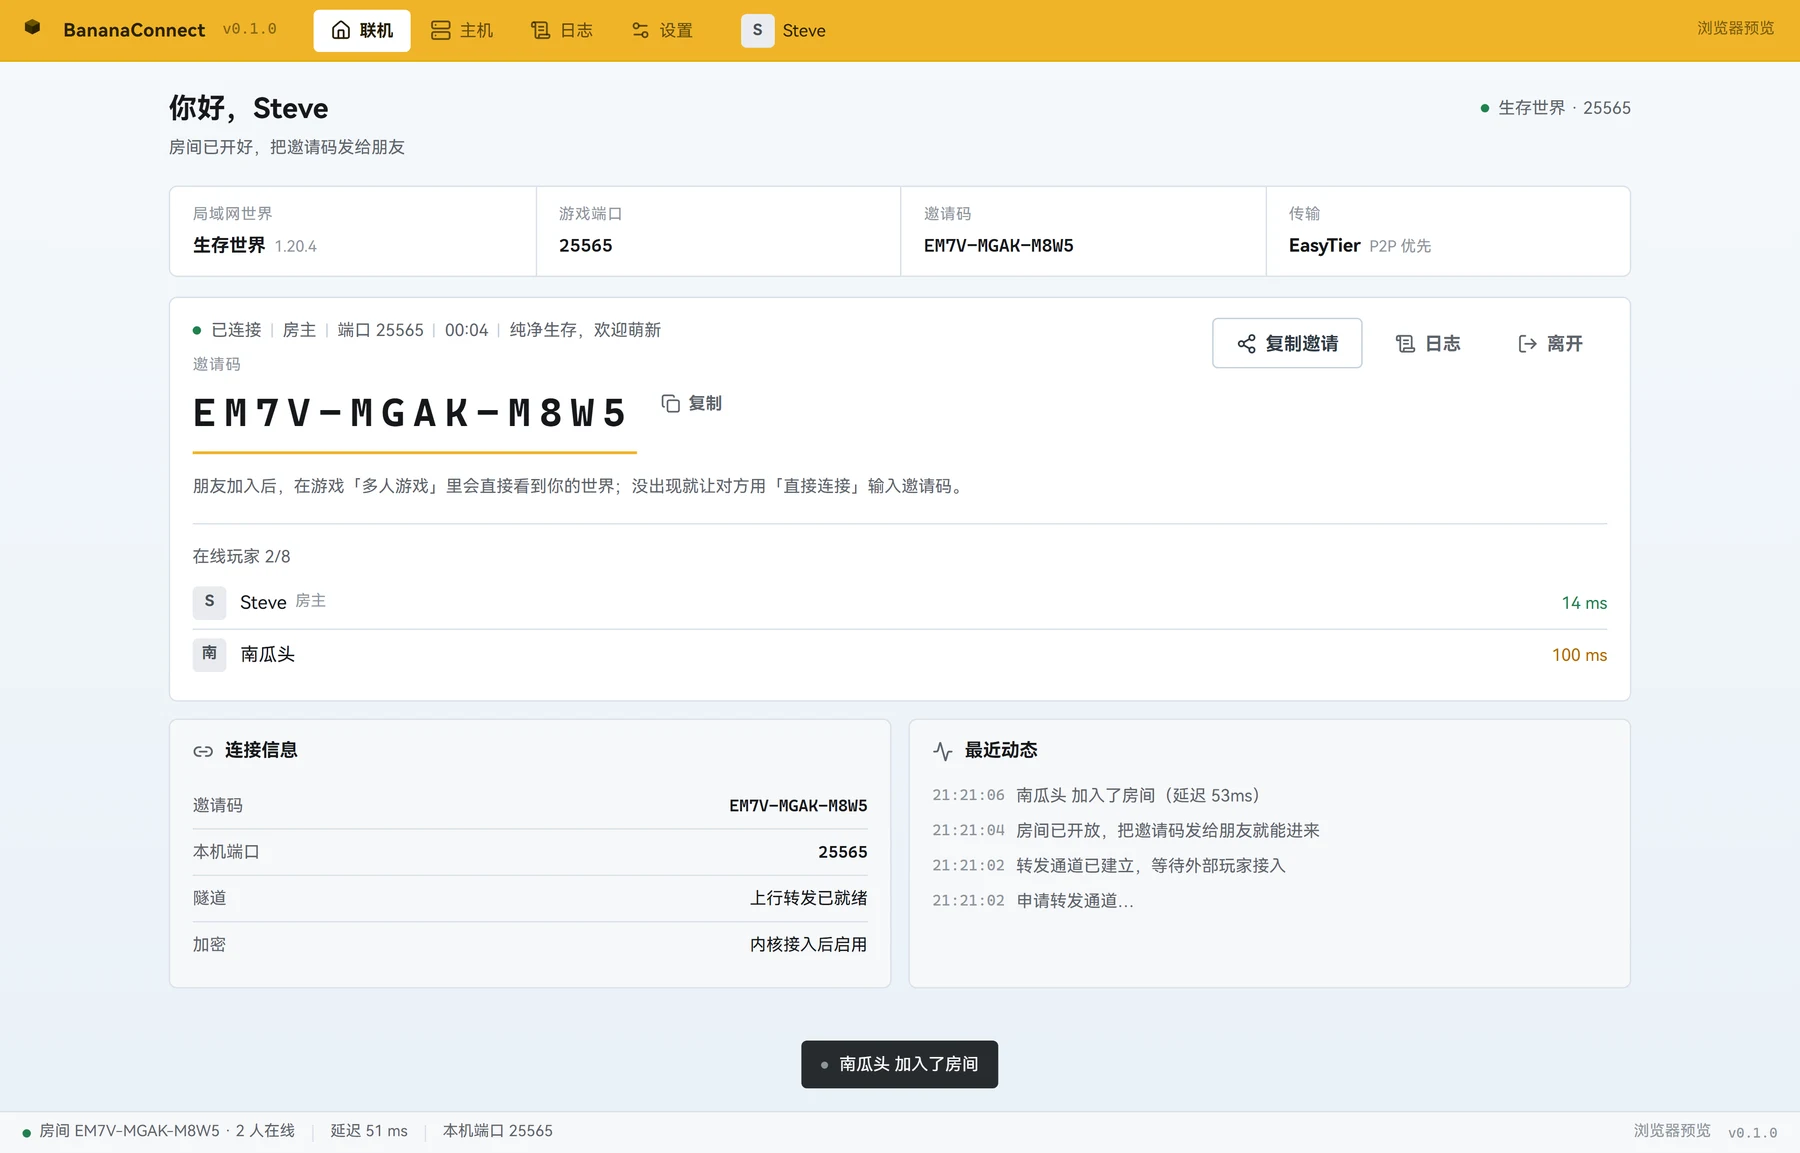 BananaConnect v0.1.0 联机 主机 日志 设置 S Steve 浏览器预览
你好，Steve
生存世界 · 25565
房间已开好，把邀请码发给朋友
局域网世界
生存世界 1.20.4
游戏端口
25565
邀请码
EM7V-MGAK-M8W5
传输
EasyTier P2P 优先
已连接 | 房主 | 端口 25565 | 00:04 | 纯净生存，欢迎萌新
复制邀请 日志 离开
邀请码
EM7V-MGAK-M8W5 复制
朋友加入后，在游戏「多人游戏」里会直接看到你的世界；没出现就让对方用「直接连接」输入邀请码。
在线玩家 2/8
S Steve 房主 14 ms
南 南瓜头 100 ms
连接信息
邀请码 EM7V-MGAK-M8W5
本机端口 25565
隧道 上行转发已就绪
加密 内核接入后启用
最近动态
21:21:06 南瓜头 加入了房间（延迟 53ms）
21:21:04 房间已开放，把邀请码发给朋友就能进来
21:21:02 转发通道已建立，等待外部玩家接入
21:21:02 申请转发通道…
南瓜头 加入了房间
房间 EM7V-MGAK-M8W5 · 2 人在线 | 延迟 51 ms | 本机端口 25565 浏览器预览 v0.1.0